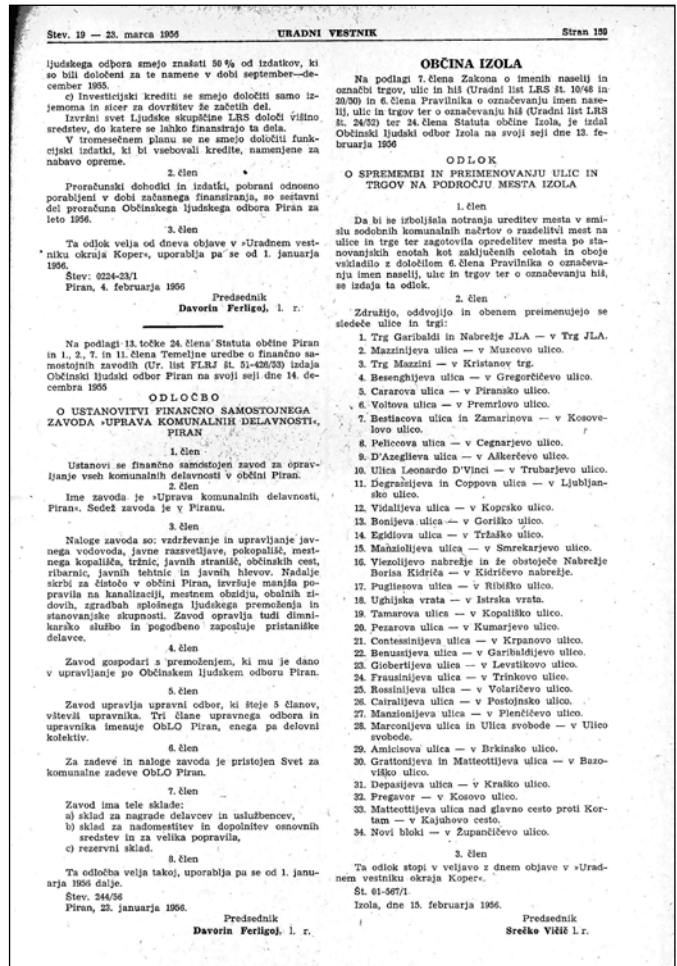 Štev. 19 — 23. marca 1956
URADNI VESTNIK
Stran 159
ljudskega odbora smejo znašati 50 % od izdatkov, ki
so bili določeni za te namene v dobi september—de-
cember 1955.
c) Investicijski krediti se smejo določiti samo iz-
jemoma in sicer za dovršitev že začetih del.
Izvršni svet Ljudske skupščine LRS določi višino
sredstev, do katere se lahko finansirajo ta dela.
V tromesečnem planu se ne smejo določiti funk-
cijski izdatki, ki bi vsebovali kredite, namenjene za
nabavo opreme.
2. člen
Proračunski dohodki in izdatki, pobrani odnosno
porabljeni v dobi začasnega finansiranja, so sestavni
del proračuna Občinskega ljudskega odbora Piran za
leto 1956.
3. člen
Ta odlok velja od dneva objave v »Uradnem vest-
niku okraja Koper«, uporablja pa se od 1. januarja
1956.
Štev: 0224-23/1
Piran, 4. februarja 1956
Predsednik
Davorin Ferligoj, l. r.
Na podlagi 13. točke 24. člena Statuta občine Piran
in 1., 2., 7. in 11. člena Temeljne uredbe o finančno sa-
mostojnih zavodih (Ur. list FLRJ št. 51-426/53) izdaja
Občinski ljudski odbor Piran na svoji seji dne 14. de-
cembra 1955
ODLOČBO
O USTANOVITVI FINANČNO SAMOSTOJNEGA
ZAVODA »UPRAVA KOMUNALNIH DELAVNOSTI«,
PIRAN
1. člen
Ustanovi se finančno samostojen zavod za oprav-
ljanje vseh komunalnih delavnosti v občini Piran.
2. člen
Ime zavoda je »Uprava komunalnih delavnosti,
Piran«. Sedež zavoda je v Piranu.
3. člen
Naloge zavoda so: vzdrževanje in upravljanje jav-
nega vodovoda, javne razsvetljave, pokopališč, mest-
nega kopališča, tržnic, javnih stranišč, občinskih cest,
ribarnic, javnih tehtnic in javnih hlevov. Nadalje
skrbi za čistočo v občini Piran, izvršuje manjša po-
pravila na kanalizaciji, mestnem obzidju, obalnih zi-
dovih, zgradbah splošnega ljudskega premoženja in
stanovanjske skupnosti. Zavod opravlja tudi dimni-
karsko službo in pogodbeno zaposluje pristaniške
delavce.
4. člen
Zavod gospodari s premoženjem, ki mu je dano
v upravljanje po Občinskem ljudskem odboru Piran.
5. člen
Zavod upravlja upravni odbor, ki šteje 5 članov,
vštevši upravnika. Tri člane upravnega odbora in
upravnika imenuje ObLO Piran, enega pa delovni
kolektiv.
6. člen
Za zadeve in naloge zavoda je pristojen Svet za
komunalne zadeve ObLO Piran.
7. člen
Zavod ima tele sklade:
a) sklad za nagrade delavcev in uslužbencev,
b) sklad za nadomestitev in dopolnitev osnovnih
sredstev in za velika popravila,
c) rezervni sklad.
8. člen
Ta odločba velja takoj, uporablja pa se od 1. janu-
arja 1956 dalje.
Štev. 244/56
Piran, 23. januarja 1956.
Predsednik
Davorin Ferligoj, l. r.
OBČINA IZOLA
Na podlagi 7. člena Zakona o imenih naselij in
označbi trgov, ulic in hiš (Uradni list LRS št. 10/48 in
20/50) in 6. člena Pravilnika o označevanju imen nase-
lij, ulic in trgov ter o označevanju hiš (Uradni list LRS
št. 24/52) ter 24. člena Statuta občine Izola, je izdal
Občinski ljudski odbor Izola na svoji seji dne 13. fe-
bruarja 1956
ODLOK
O SPREMEMBI IN PREIMENOVANJU ULIC IN
TRGOV NA PODROČJU MESTA IZOLA
1. člen
Da bi se izboljšala notranja ureditev mesta v smi-
slu sodobnih komunalnih načrtov o razdelitvi mest na
ulice in trge ter zagotovila opredelitev mesta po sta-
novanjskih enotah kot zaključenih celotah in oboje
vskladilo z določilom 6. člena Pravilnika o označeva-
nju imen naselij, ulic in trgov ter o označevanju hiš,
se izdaja ta odlok.
2. člen
Združijo, oddvojijo in obenem preimenujejo se
sledeče ulice in trgi:
1. Trg Garibaldi in Nabrežje JLA — v Trg JLA.
2. Mazzinijeva ulica — v Muzcovo ulico.
3. Trg Mazzini — v Kristanov trg.
4. Besenghijeva ulica — v Gregorčičevo ulico.
5. Cararova ulica — v Piransko ulico.
6. Voltova ulica — v Premrlovo ulico.
7. Bestiacova ulica in Zamarinova — v Kosove-
lovo ulico.
8. Peliccova ulica — v Cegnarjevo ulico.
9. D'Azeglieva ulica — v Aškerčevo ulico.
10. Ulica Leonardo D'Vinci — v Trubarjevo ulico.
11. Degrassijeva in Coppova ulica — v Ljubljan-
sko ulico.
12. Vidalijeva ulica — v Koprsko ulico.
13. Bonijeva ulica — v Goriško ulico.
14. Egidiova ulica — v Tržaško ulico.
15. Manziolijeva ulica — v Smrekarjevo ulico.
16. Viezolijevo nabrežje in že obstoječe Nabrežje
Borisa Kidriča — v Kidričevo nabrežje.
17. Pugliesova ulica — v Ribiško ulico.
18. Ughijska vrata — v Istrska vrata.
19. Tamarova ulica — v Kopališko ulico.
20. Pezarova ulica — v Kumarjevo ulico.
21. Contessinijeva ulica — v Krpanovo ulico.
22. Benussijeva ulica — v Garibaldijevo ulico.
23. Giobertijeva ulica — v Levstikovo ulico.
24. Frausinijeva ulica — v Trinkovo ulico.
25. Rossinijeva ulica — v Volaričevo ulico.
26. Cairalijeva ulica — v Postojnsko ulico.
27. Manzionijeva ulica — v Plenčičevo ulico.
28. Marconijeva ulica in Ulica svobode — v Ulico
svobode.
29. Amicisova ulica — v Brkinsko ulico.
30. Grattonijeva in Matteottijeva ulica — v Bazo-
viško ulico.
31. Depasijeva ulica — v Kraško ulico.
32. Pregavor — v Kosovo ulico.
33. Matteottijeva ulica nad glavno cesto proti Kor-
tam — v Kajuhovo cesto.
34. Novi bloki — v Župančičevo ulico.
3. člen
Ta odlok stopi v veljavo z dnem objave v »Urad-
nem vestniku okraja Koper«.
Št. 01-567/1
Izola, dne 15. februarja 1956.
Predsednik
Srečko Vičič l. r.